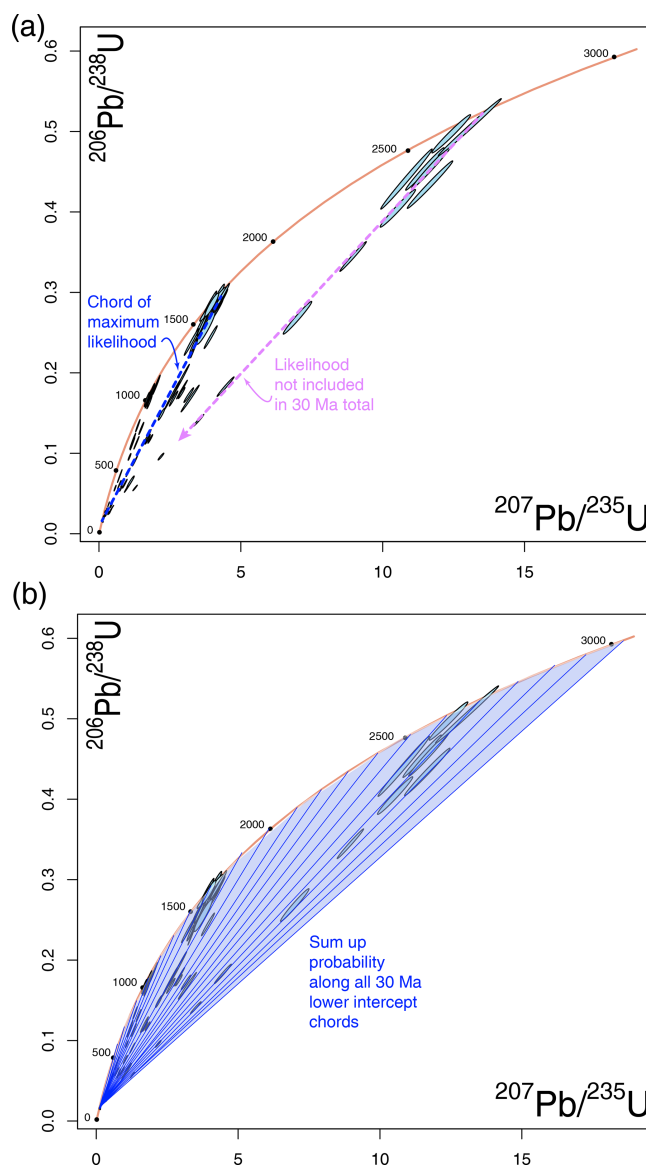 (a)
206Pb/238U
0.6
0.5
0.4
0.3
0.2
0.1
0.0
3000
2500
2000
1500
1000
500
0
Chord of
maximum
likelihood
Likelihood
not included
in 30 Ma total
207Pb/235U
0
5
10
15
(b)
206Pb/238U
0.6
0.5
0.4
0.3
0.2
0.1
0.0
3000
2500
2000
1500
1000
500
0
Sum up
probability
along all 30 Ma
lower intercept
chords
207Pb/235U
0
5
10
15